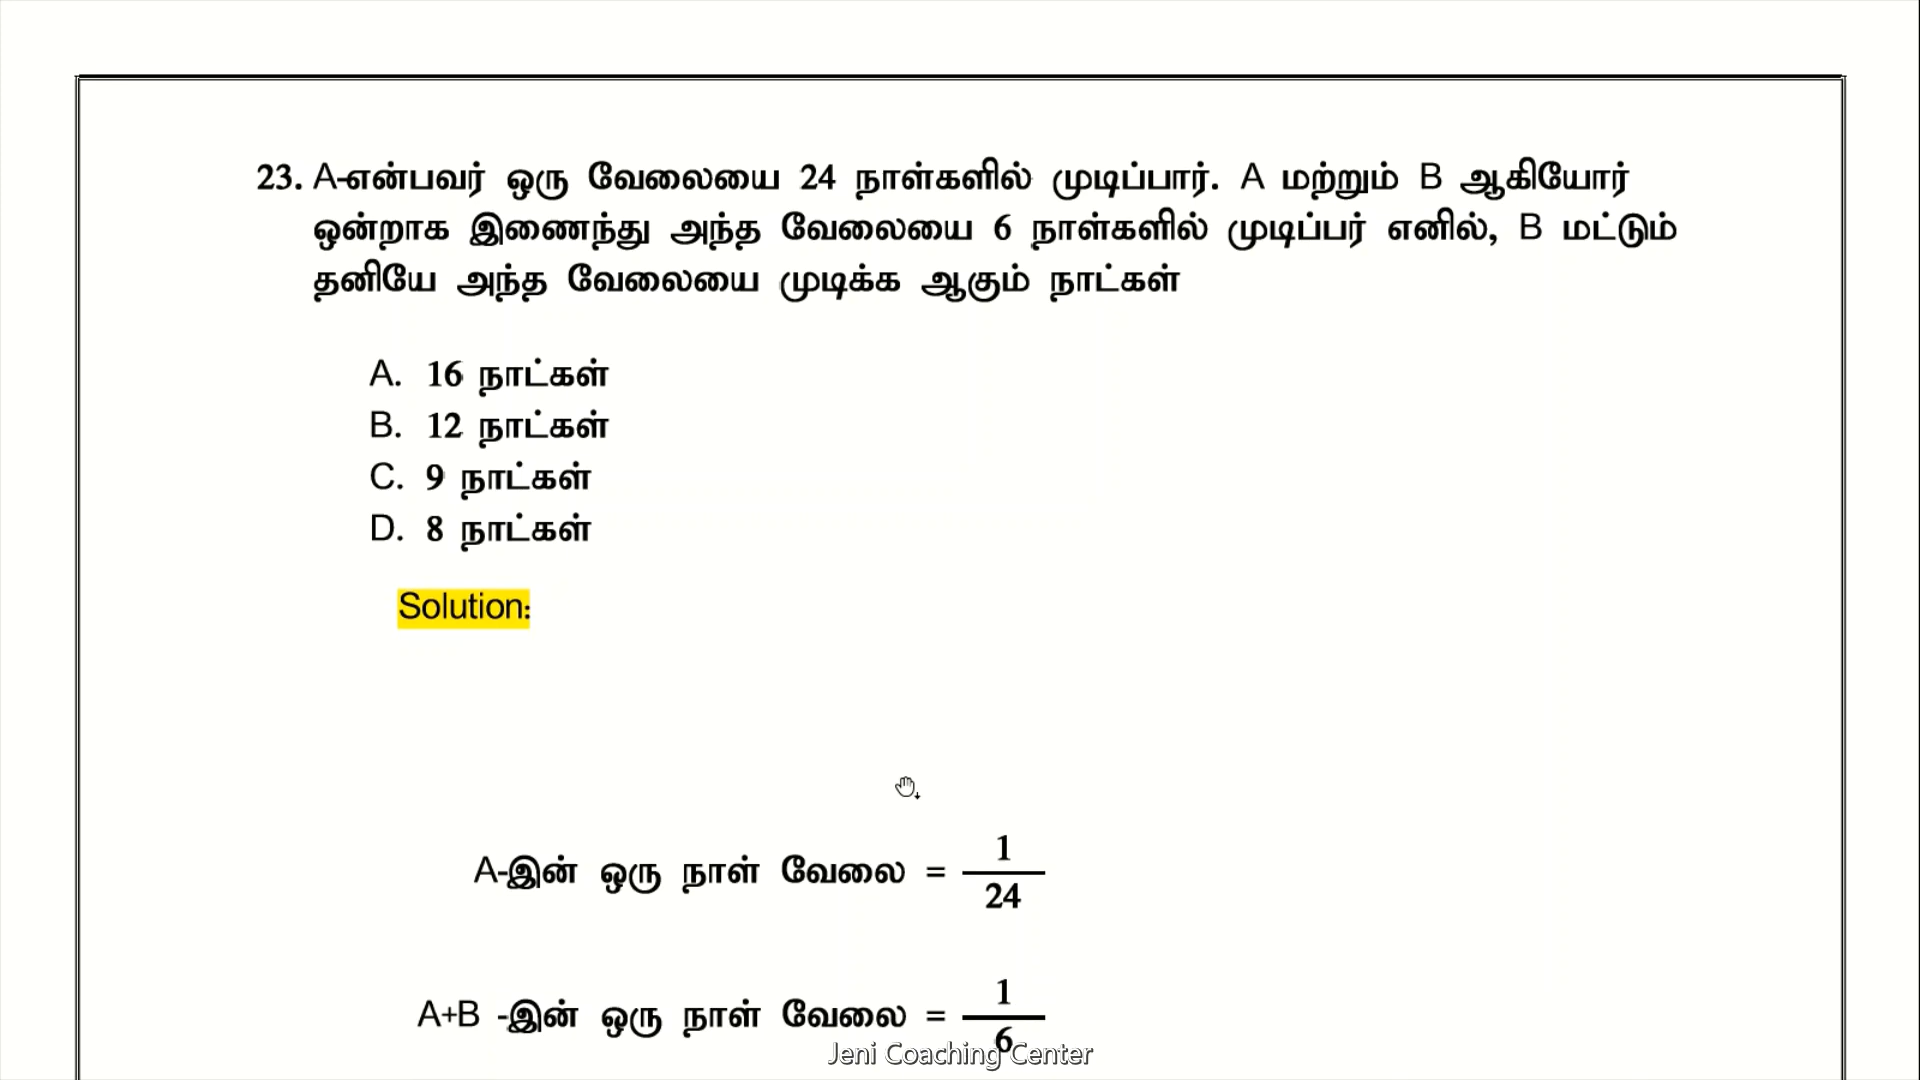 23. A-என்பவர் ஒரு வேலையை 24 நாள்களில் முடிப்பார். A மற்றும் B ஆகியோர்
ஒன்றாக இணைந்து அந்த வேலையை 6 நாள்களில் முடிப்பர் எனில், B மட்டும்
தனியே அந்த வேலையை முடிக்க ஆகும் நாட்கள்
A. 16 நாட்கள்
B. 12 நாட்கள்
C. 9 நாட்கள்
D. 8 நாட்கள்
Solution:
A-இன் ஒரு நாள் வேலை = 1/24
A+B -இன் ஒரு நாள் வேலை = 1/6
Jeni Coaching Center